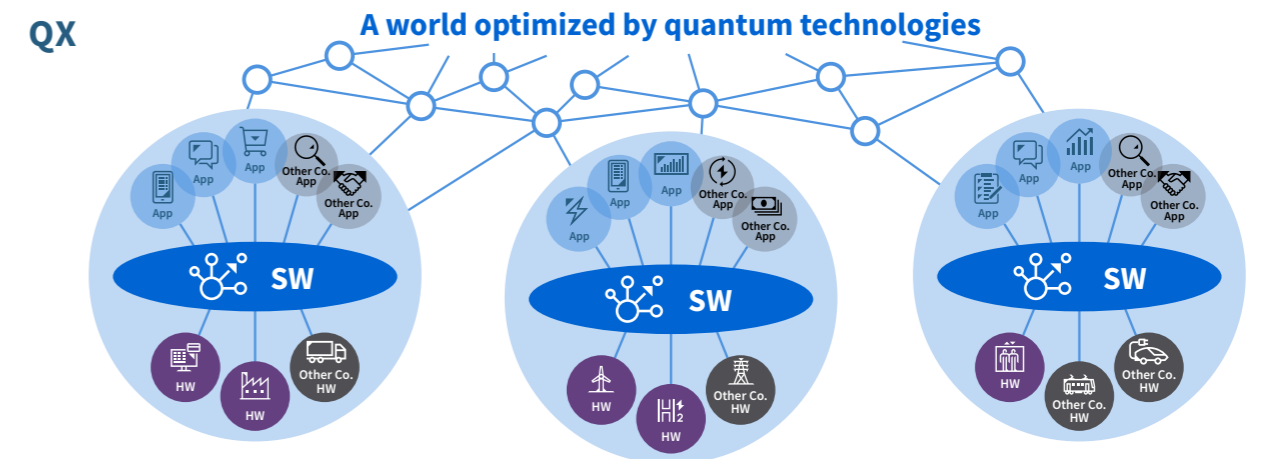 QX
A world optimized by quantum technologies
App
App
App
Other Co.
App
Other Co.
App
SW
HW
HW
Other Co.
HW
App
App
App
Other Co.
App
Other Co.
App
SW
HW
H2
HW
Other Co.
HW
App
App
App
Other Co.
App
Other Co.
App
SW
HW
Other Co.
HW
Other Co.
HW